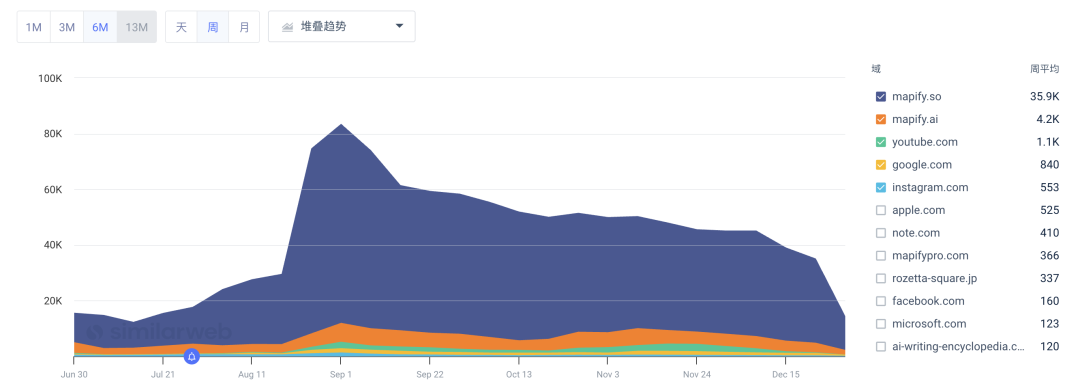 1M 3M 6M 13M 天 周 月 堆叠趋势
域 周平均
100K
80K
60K
40K
20K
mapify.so 35.9K
mapify.ai 4.2K
youtube.com 1.1K
google.com 840
instagram.com 553
apple.com 525
note.com 410
mapifypro.com 366
rozetta-square.jp 337
facebook.com 160
microsoft.com 123
ai-writing-encyclopedia.c... 120
similarweb
Jun 30 Jul 21 Aug 11 Sep 1 Sep 22 Oct 13 Nov 3 Nov 24 Dec 15